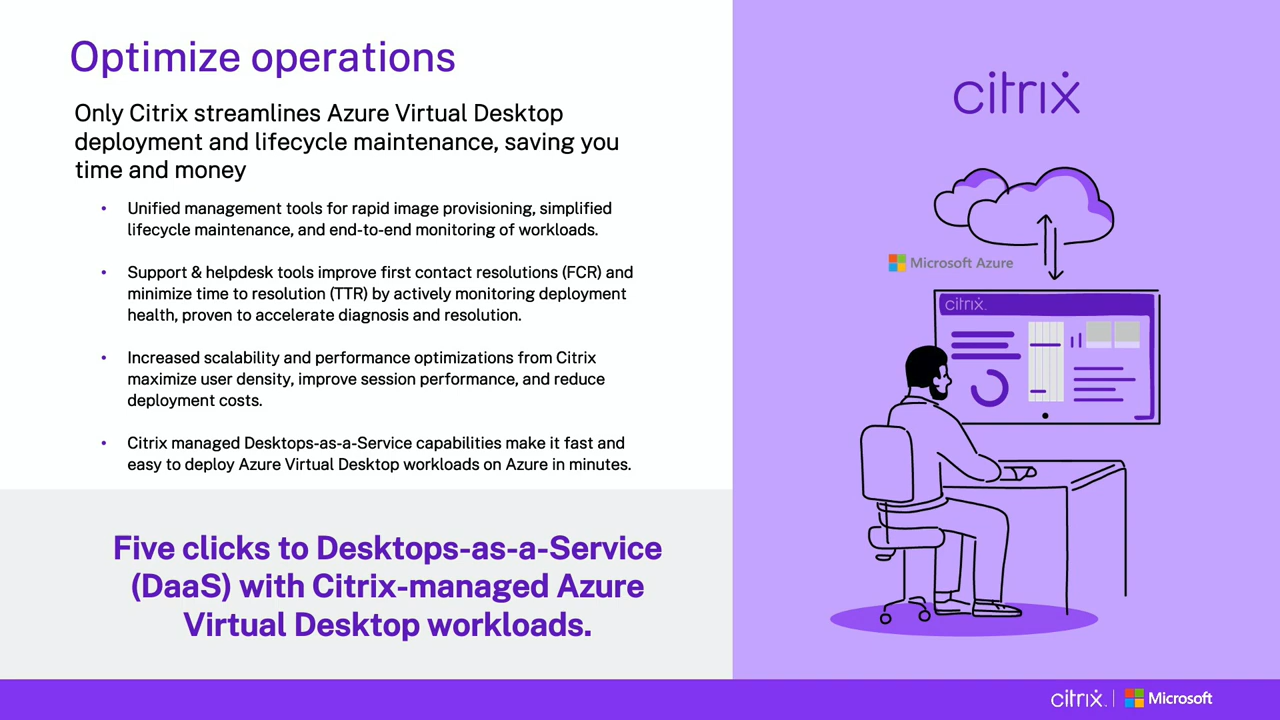 Optimize operations
Only Citrix streamlines Azure Virtual Desktop
deployment and lifecycle maintenance, saving you
time and money
• Unified management tools for rapid image provisioning, simplified
lifecycle maintenance, and end-to-end monitoring of workloads.
• Support & helpdesk tools improve first contact resolutions (FCR) and
minimize time to resolution (TTR) by actively monitoring deployment
health, proven to accelerate diagnosis and resolution.
• Increased scalability and performance optimizations from Citrix
maximize user density, improve session performance, and reduce
deployment costs.
• Citrix managed Desktops-as-a-Service capabilities make it fast and
easy to deploy Azure Virtual Desktop workloads on Azure in minutes.
Five clicks to Desktops-as-a-Service
(DaaS) with Citrix-managed Azure
Virtual Desktop workloads.
citrix
Microsoft Azure
citrix.
citrix. | Microsoft